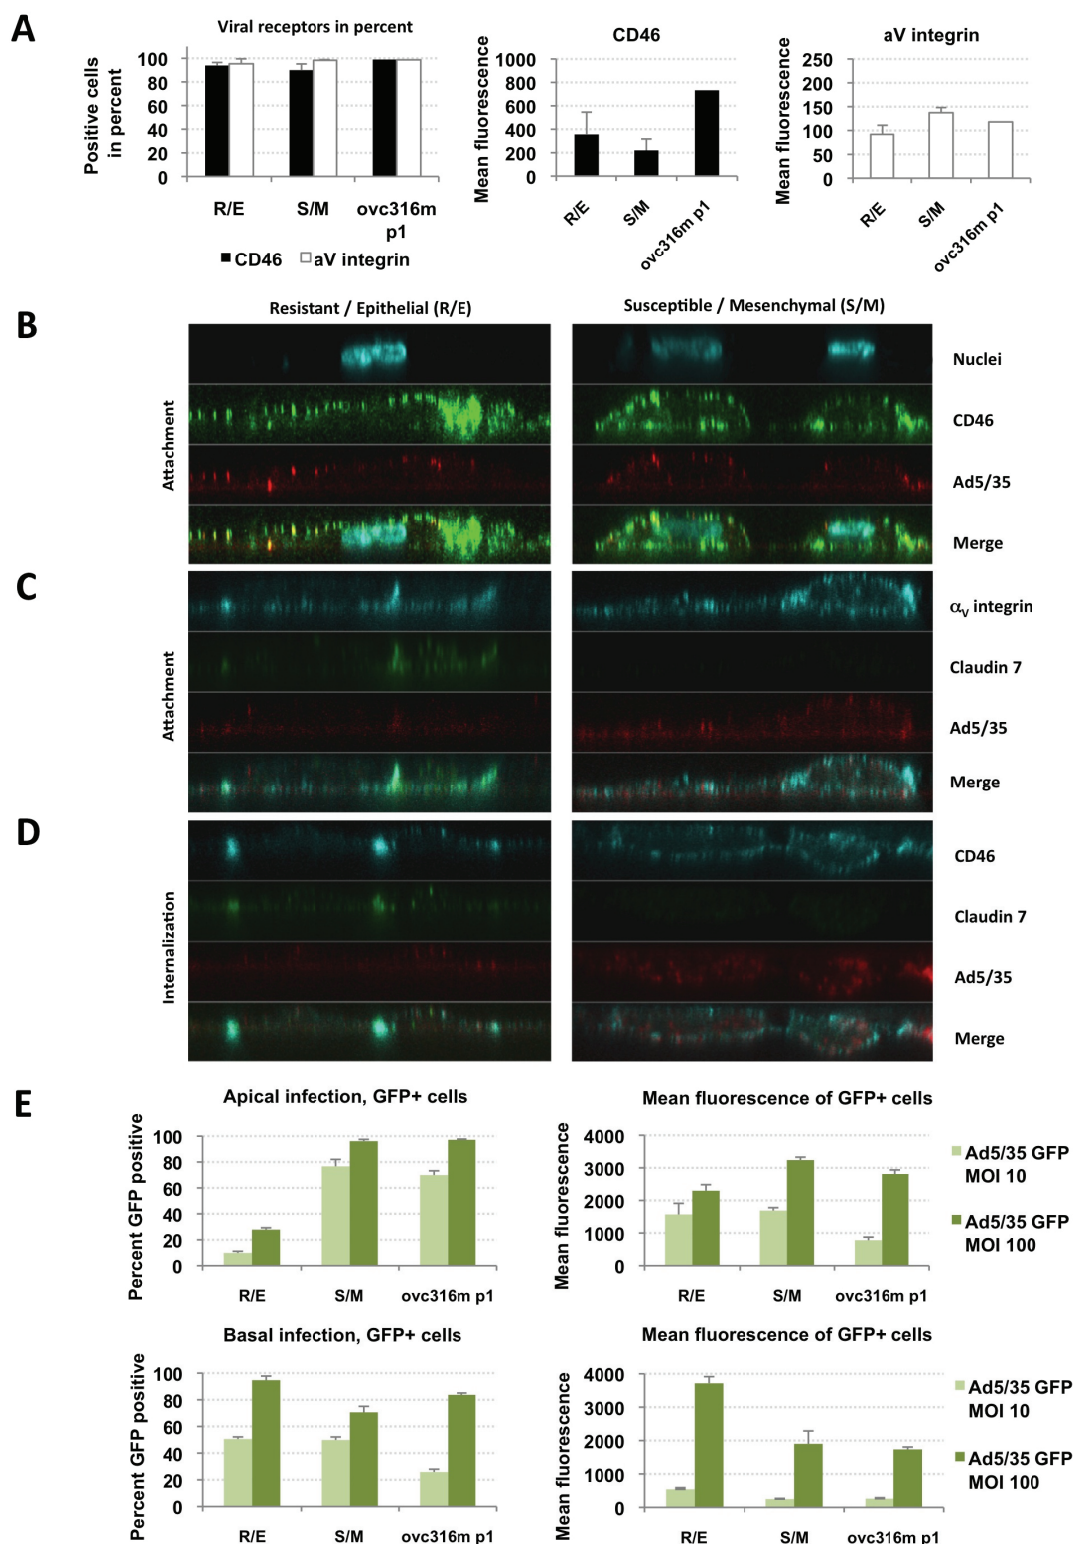 A
Viral receptors in percent
Positive cells
in percent
100
80
60
40
20
0
R/E
S/M
ovc316m
p1
CD46
aV integrin
CD46
Mean fluorescence
1000
800
600
400
200
0
R/E
S/M
ovc316m p1
aV integrin
Mean fluorescence
250
200
150
100
50
0
R/E
S/M
ovc316m p1
B
Resistant / Epithelial (R/E)
Susceptible / Mesenchymal (S/M)
Attachment
Nuclei
CD46
Ad5/35
Merge
C
Attachment
αV integrin
Claudin 7
Ad5/35
Merge
D
Internalization
CD46
Claudin 7
Ad5/35
Merge
E
Apical infection, GFP+ cells
Percent GFP positive
100
80
60
40
20
0
R/E
S/M
ovc316m p1
Mean fluorescence of GFP+ cells
Mean fluorescence
4000
3000
2000
1000
0
R/E
S/M
ovc316m p1
Ad5/35 GFP
MOI 10
Ad5/35 GFP
MOI 100
Basal infection, GFP+ cells
Percent GFP positive
100
80
60
40
20
0
R/E
S/M
ovc316m p1
Mean fluorescence of GFP+ cells
Mean fluorescence
4000
3000
2000
1000
0
R/E
S/M
ovc316m p1
Ad5/35 GFP
MOI 10
Ad5/35 GFP
MOI 100